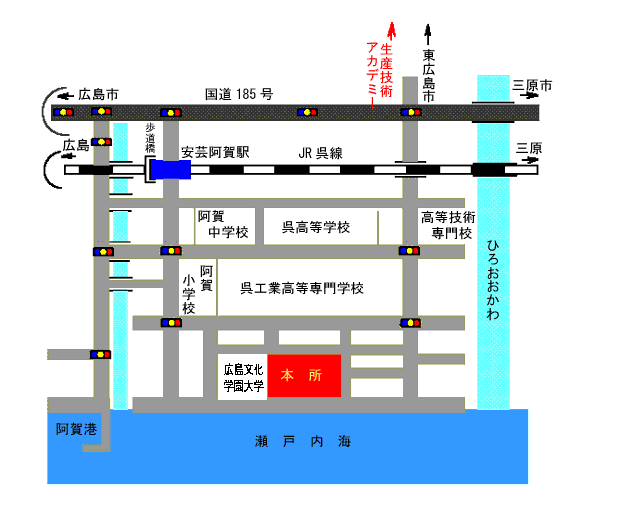 生産技術
アカデミー
東広島市
広島市
国道185号
三原市
広島
歩道橋
安芸阿賀駅
JR呉線
三原
阿賀
中学校
呉高等学校
高等技術
専門校
ひろおおかわ
阿賀
小学校
呉工業高等専門学校
広島文化
学園大学
本所
阿賀港
瀬戸内海